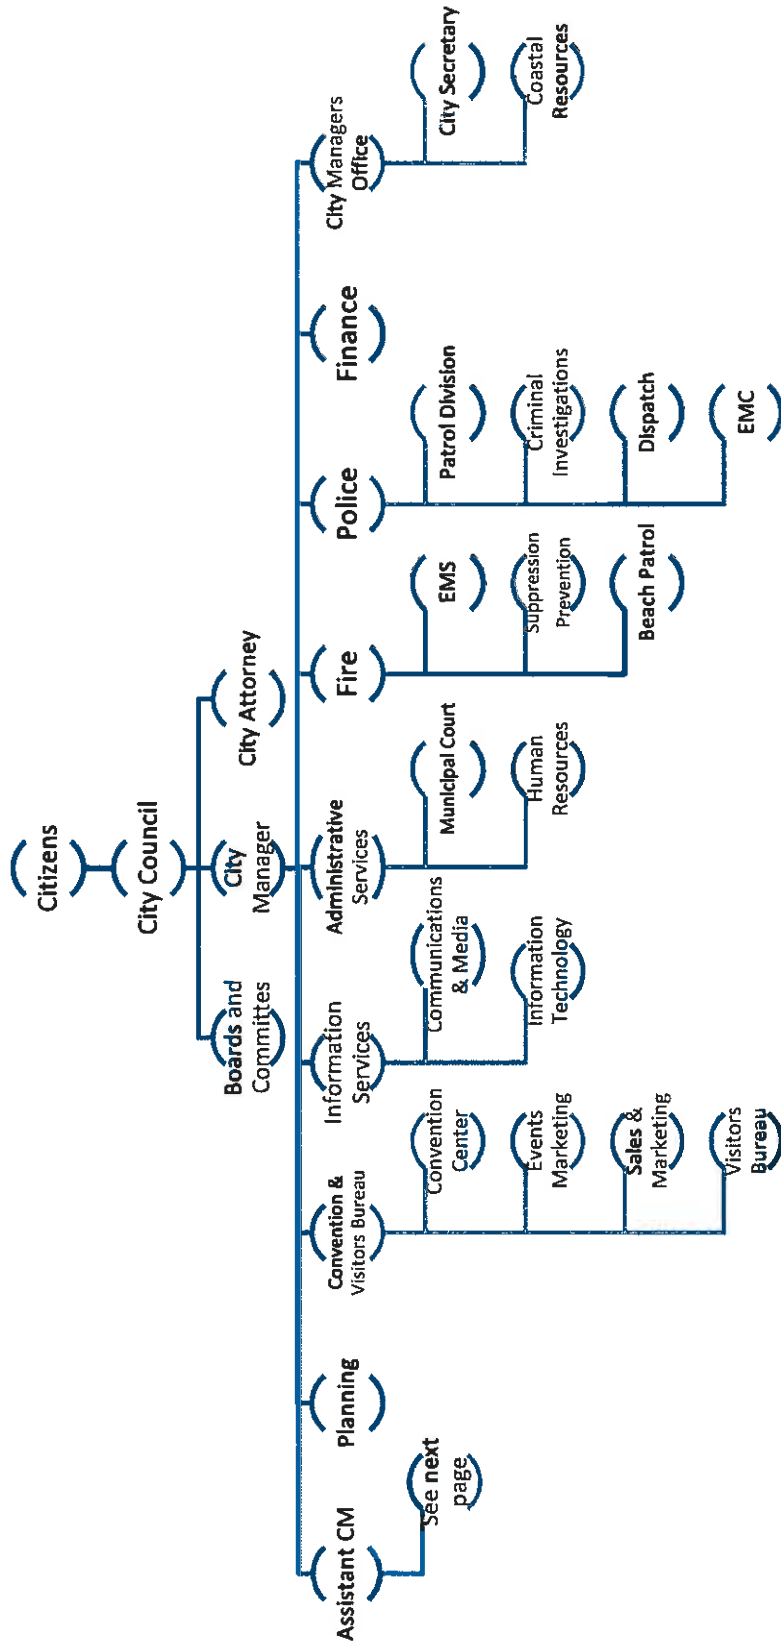 Citizens
City Council
Boards and
Committes
City
Manager
City Attorney
Assistant CM
See next
page
Planning
Convention &
Visitors Bureau
Convention
Center
Events
Marketing
Sales &
Marketing
Visitors
Bureau
Information
Services
Communications
& Media
Information
Technology
Administrative
Services
Municipal Court
Human
Resources
Fire
EMS
Suppression
Prevention
Beach Patrol
Police
Patrol Division
Criminal
Investigations
Dispatch
EMC
Finance
City Managers
Office
City Secretary
Coastal
Resources